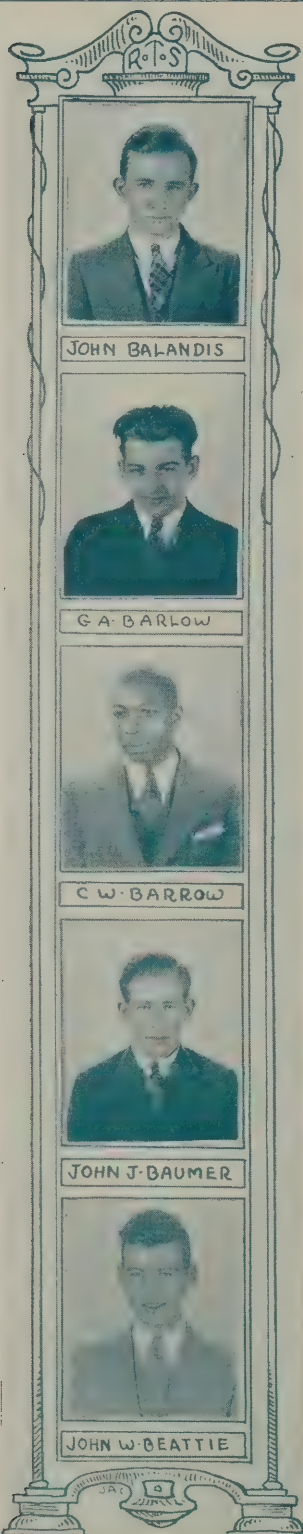 R·T·S
JOHN BALANDIS
G A· BARLOW
C W· BARROW
JOHN J· BAUMER
JOHN W· BEATTIE